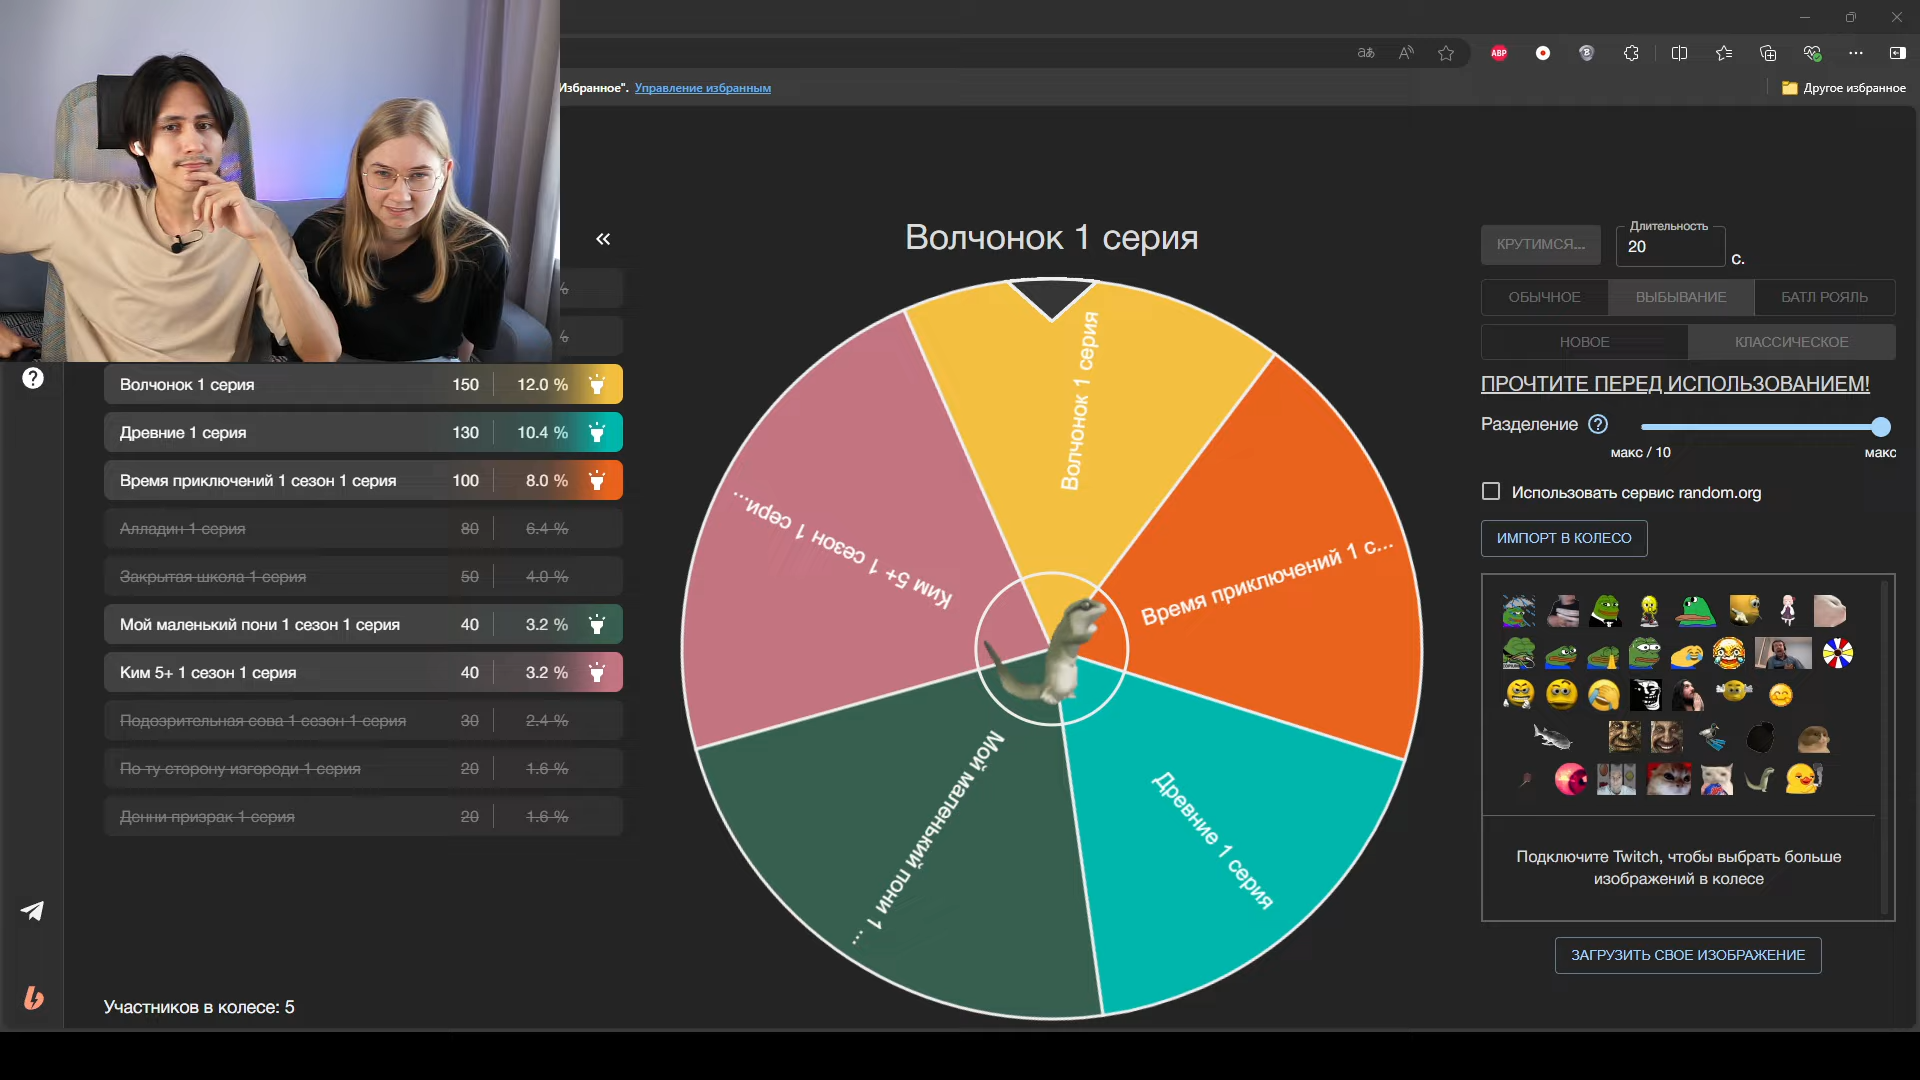 ABP
Избранное". Управление избранным
Другое избранное
Волчонок 1 серия
КРУТИМСЯ...
Длительность
20
с.
ОБЫЧНОЕ
ВЫБЫВАНИЕ
БАТЛ РОЯЛЬ
НОВОЕ
КЛАССИЧЕСКОЕ
ПРОЧТИТЕ ПЕРЕД ИСПОЛЬЗОВАНИЕМ!
Разделение
макс / 10
макс
Использовать сервис random.org
ИМПОРТ В КОЛЕСО
Подключите Twitch, чтобы выбрать больше
изображений в колесе
ЗАГРУЗИТЬ СВОЕ ИЗОБРАЖЕНИЕ
%
%
Волчонок 1 серия 150 12.0 %
Древние 1 серия 130 10.4 %
Время приключений 1 сезон 1 серия 100 8.0 %
Алладин 1 серия 80 6.4 %
Закрытая школа 1 серия 50 4.0 %
Мой маленький пони 1 сезон 1 серия 40 3.2 %
Ким 5+ 1 сезон 1 серия 40 3.2 %
Подозрительная сова 1 сезон 1 серия 30 2.4 %
По ту сторону изгороди 1 серия 20 1.6 %
Денни призрак 1 серия 20 1.6 %
Участников в колесе: 5
Волчонок 1 серия
Время приключений 1 с...
Древние 1 серия
Мой маленький пони 1 ...
Ким 5+ 1 сезон 1 сери...